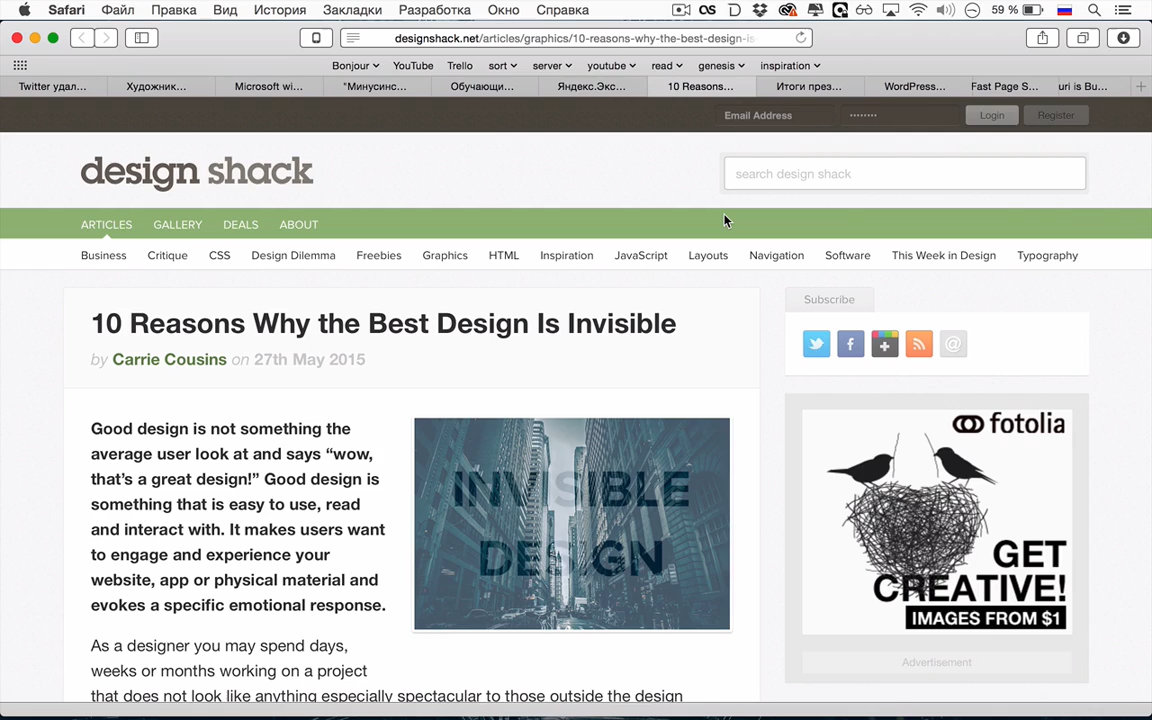 Safari Файл Правка Вид История Закладки Разработка Окно Справка 59 %
designshack.net/articles/graphics/10-reasons-why-the-best-design-is
Bonjour YouTube Trello sort server youtube read genesis inspiration
Twitter удал... Художник... Microsoft wi... "Минусинс... Обучающи... Яндекс.Экс... 10 Reasons... Итоги през... WordPress... Fast Page S... uri is Bu...
Email Address •••••••• Login Register
design shack
search design shack
ARTICLES GALLERY DEALS ABOUT
Business Critique CSS Design Dilemma Freebies Graphics HTML Inspiration JavaScript Layouts Navigation Software This Week in Design Typography
10 Reasons Why the Best Design Is Invisible
by Carrie Cousins on 27th May 2015
Good design is not something the
average user look at and says “wow,
that’s a great design!” Good design is
something that is easy to use, read
and interact with. It makes users want
to engage and experience your
website, app or physical material and
evokes a specific emotional response.
INVISIBLE
DESIGN
As a designer you may spend days,
weeks or months working on a project
that does not look like anything especially spectacular to those outside the design
Subscribe
fotolia
GET
CREATIVE!
IMAGES FROM $1
Advertisement